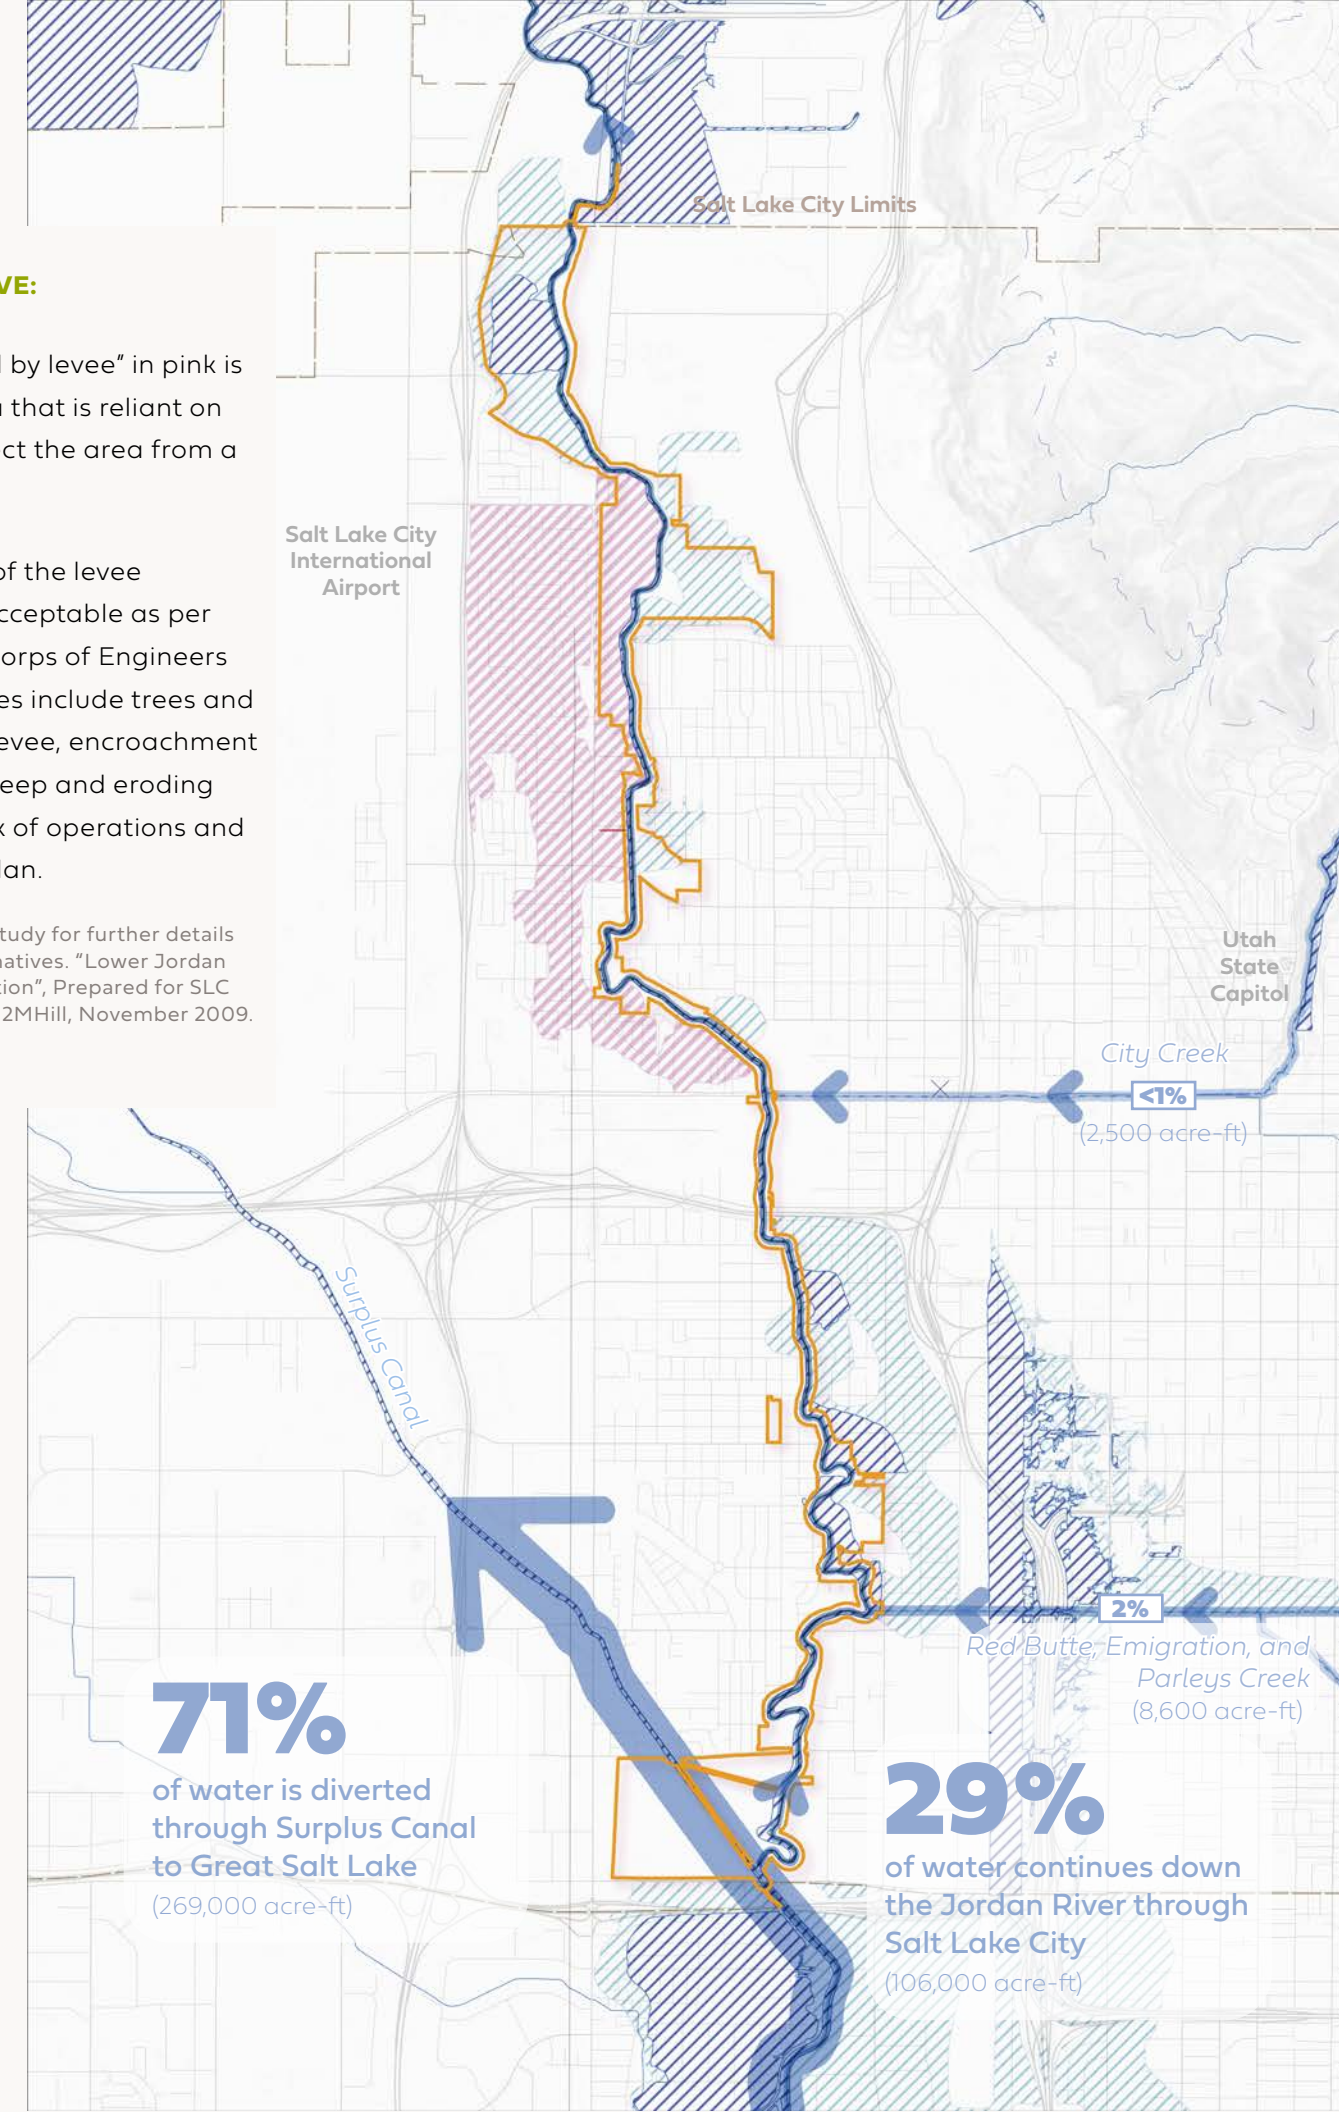 Salt Lake City Limits
VE:
by levee” in pink is
that is reliant on
ct the area from a
of the levee
cceptable as per
orps of Engineers
es include trees and
evee, encroachment
eep and eroding
of operations and
lan.
tudy for further details
natives. “Lower Jordan
tion”, Prepared for SLC
2MHill, November 2009.
Salt Lake City
International
Airport
Utah
State
Capitol
City Creek
<1%
(2,500 acre-ft)
Surplus Canal
2%
Red Butte, Emigration, and
Parleys Creek
(8,600 acre-ft)
71%
of water is diverted
through Surplus Canal
to Great Salt Lake
(269,000 acre-ft)
29%
of water continues down
the Jordan River through
Salt Lake City
(106,000 acre-ft)